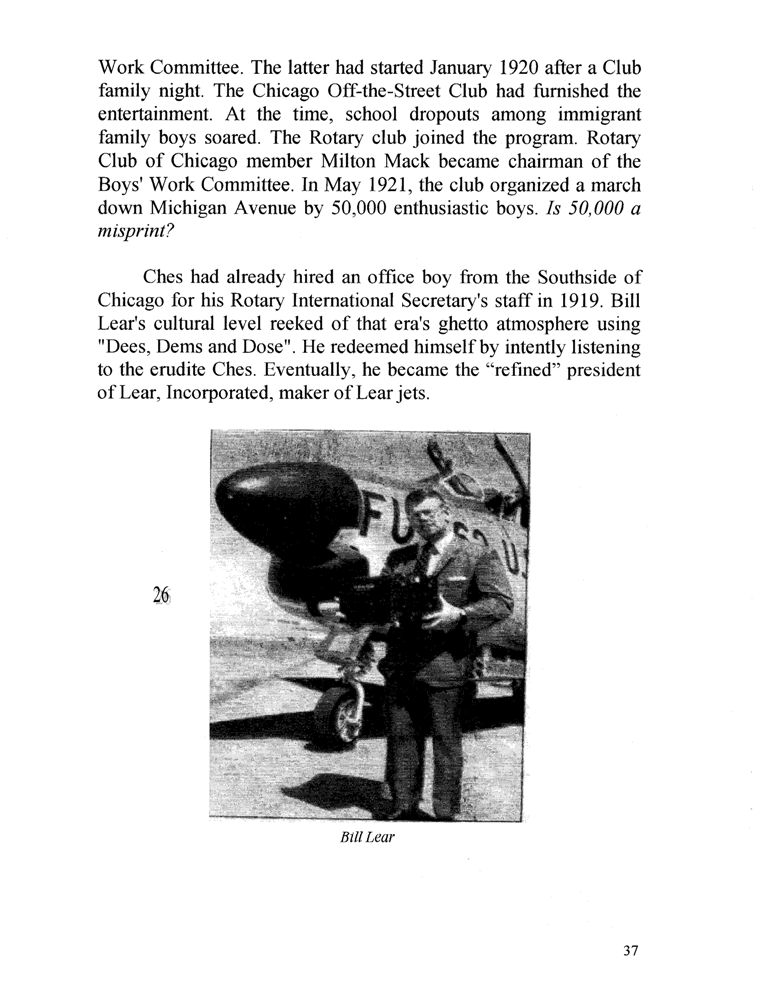 Work Committee. The latter had started January 1920 after a Club
family night. The Chicago Off-the-Street Club had furnished the
entertainment. At the time, school dropouts among immigrant
family boys soared. The Rotary club joined the program. Rotary
Club of Chicago member Milton Mack became chairman of the
Boys' Work Committee. In May 1921, the club organized a march
down Michigan Avenue by 50,000 enthusiastic boys. Is 50,000 a
misprint?
Ches had already hired an office boy from the Southside of
Chicago for his Rotary International Secretary's staff in 1919. Bill
Lear's cultural level reeked of that era's ghetto atmosphere using
"Dees, Dems and Dose". He redeemed himself by intently listening
to the erudite Ches. Eventually, he became the “refined” president
of Lear, Incorporated, maker of Lear jets.
26
Bill Lear
37